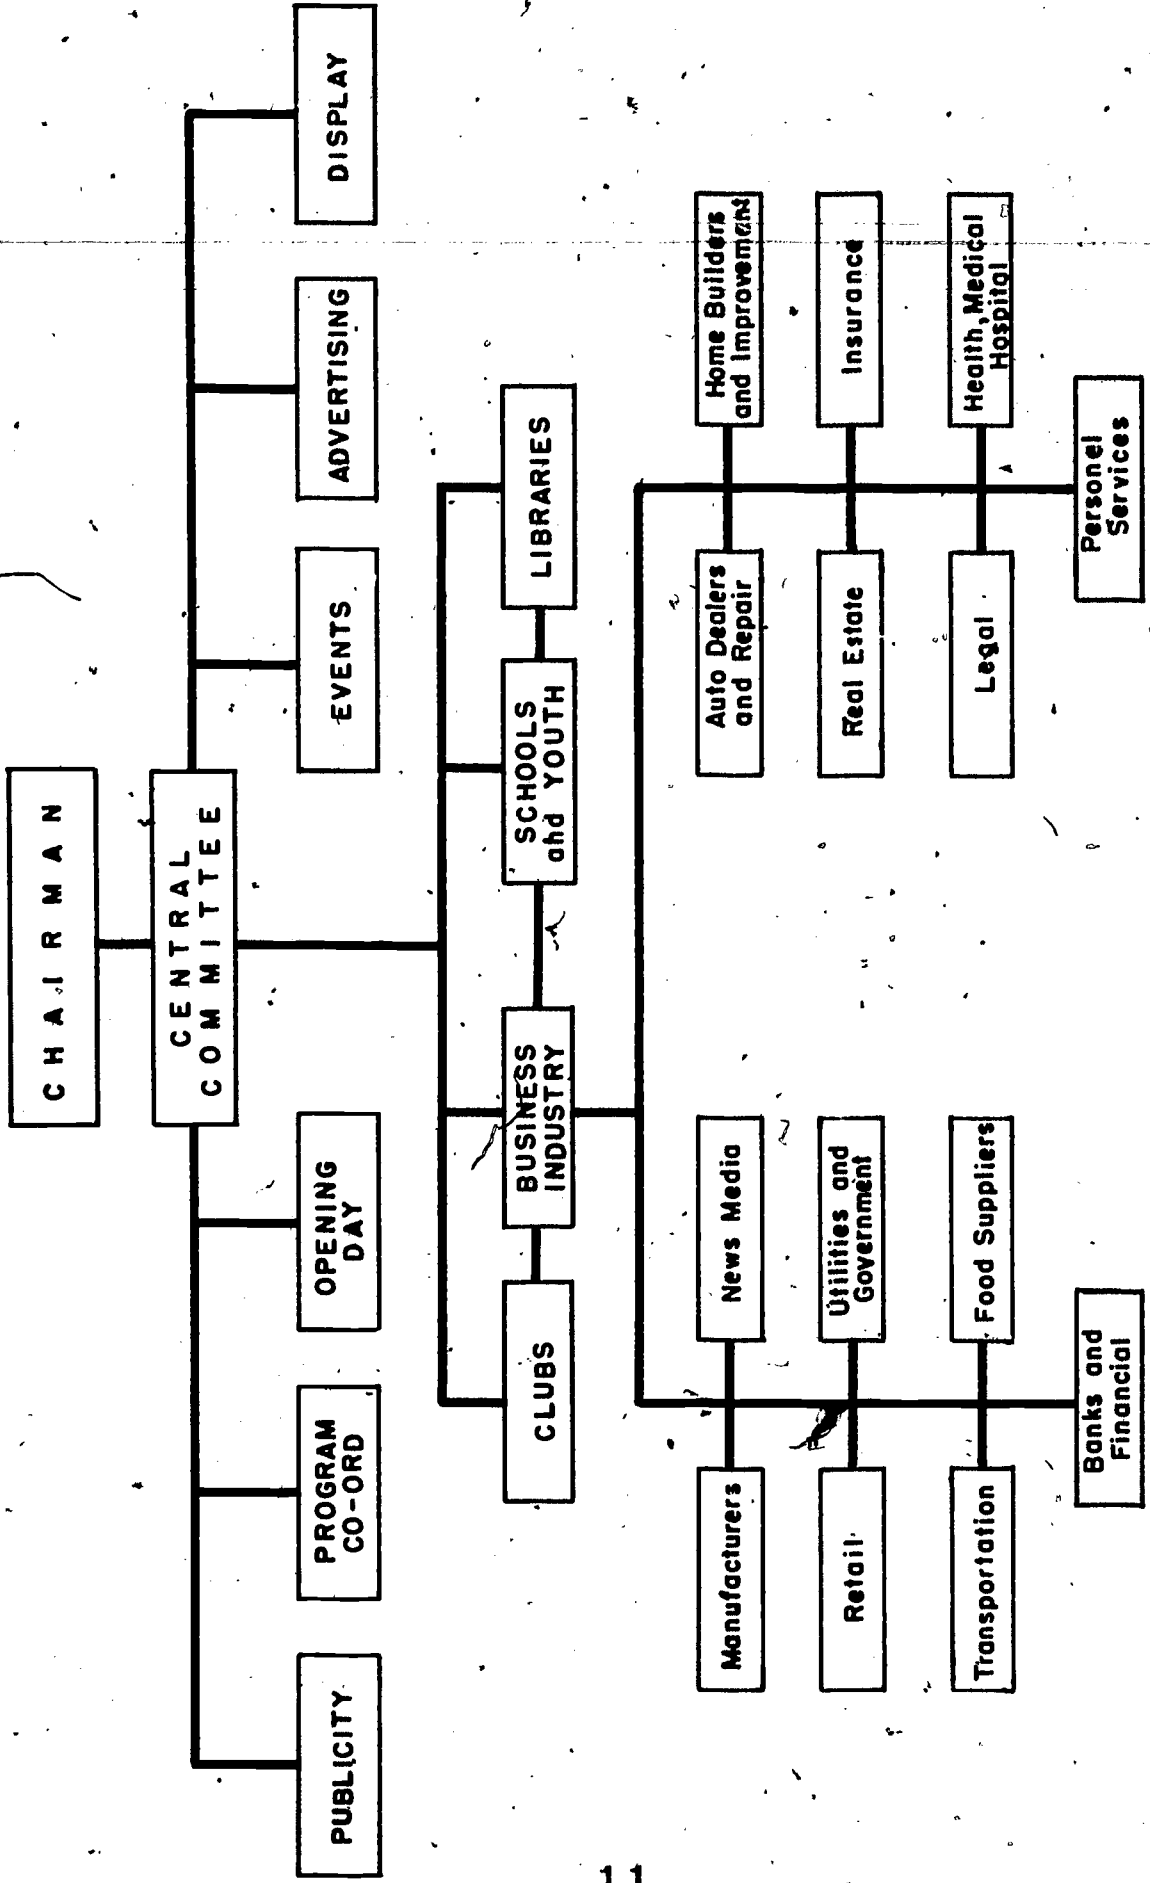 CHAIRMAN
CENTRAL
COMMITTEE
PUBLICITY
PROGRAM
CO-ORD
OPENING
DAY
EVENTS
ADVERTISING
DISPLAY
CLUBS
BUSINESS
INDUSTRY
SCHOOLS
ahd YOUTH
LIBRARIES
Manufacturers
News Media
Auto Dealers
and Repair
Home Builders
and Improvement
Retail
Utilities and
Government
Real Estate
Insurance
Transportation
Food Suppliers
Legal
Health, Medical
Hospital
Banks and
Financial
Personel
Services
11